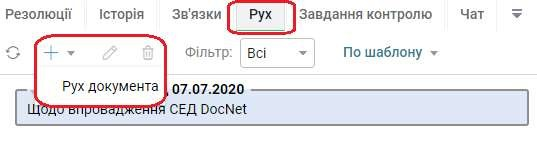 Резолюції Історія Зв'язки Рух Завдання контролю Чат
Фільтр: Всі По шаблону
Рух документа
07.07.2020
Щодо впровадження СЕД DocNet